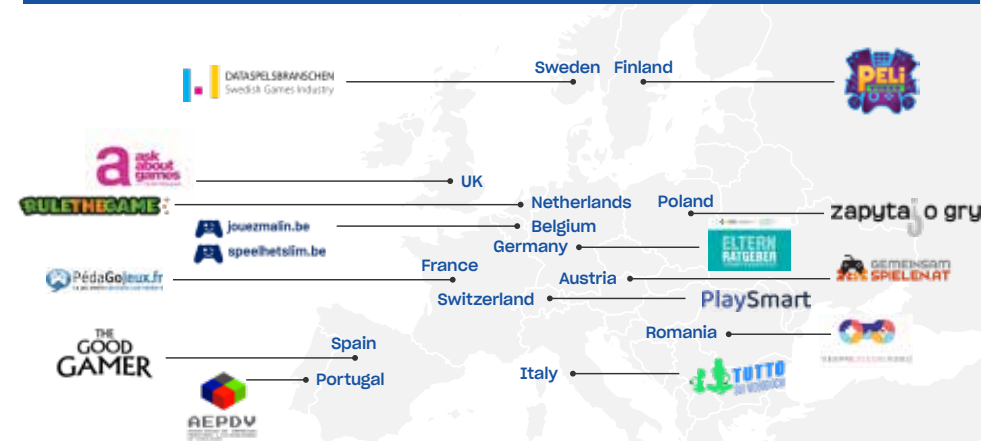 DATASPELSBRANSCHEN
Swedish Games Industry
Sweden
Finland
PELi
a
ask
about
games
UK
RULETHEGAME
Netherlands
Poland
zapytaj o gry
jouezmalin.be
Belgium
speelhetslim.be
Germany
ELTERN
RATGEBER
France
PédaGoJeux.fr
Austria
GEMEINSAM
SPIELEN.AT
Switzerland
PlaySmart
THE
GOOD
GAMER
Spain
Romania
Portugal
Italy
TUTTO
AEPDV